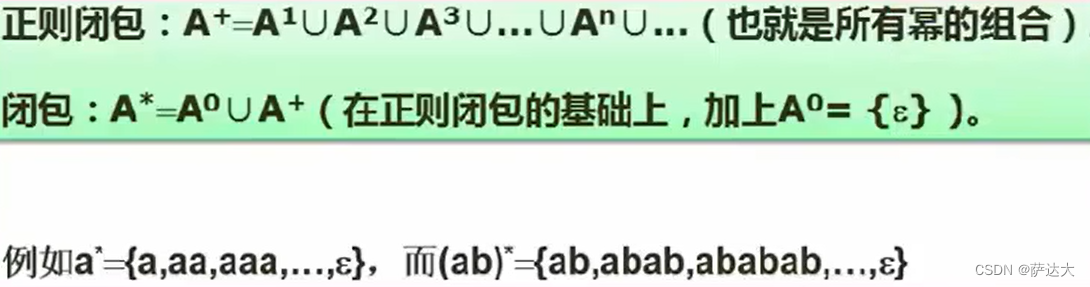 正则闭包：A⁺=A¹∪A²∪A³∪…∪Aⁿ∪…（也就是所有幂的组合）
闭包：A*=A⁰∪A⁺（在正则闭包的基础上，加上A⁰=｛ε｝)。
例如a*={a,aa,aaa,…,ε}，而(ab)*={ab,abab,ababab,…,ε}
CSDN @萨达大